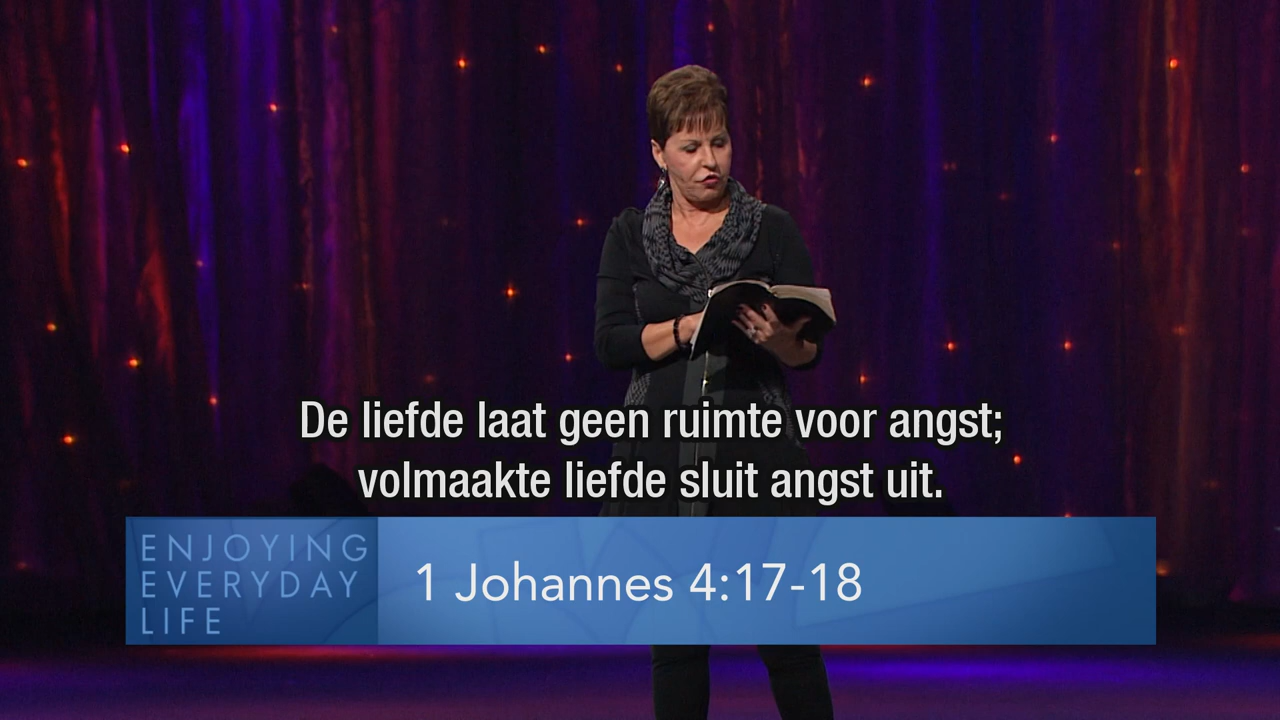 De liefde laat geen ruimte voor angst;
volmaakte liefde sluit angst uit.
ENJOYING
EVERYDAY
LIFE
1 Johannes 4:17-18